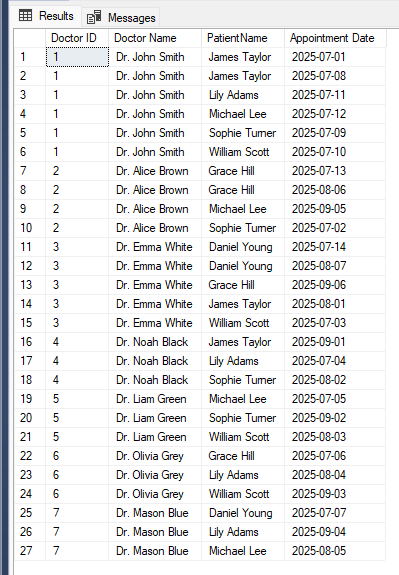 Results Messages
Doctor ID Doctor Name PatientName Appointment Date
1 1 Dr. John Smith James Taylor 2025-07-01
2 1 Dr. John Smith James Taylor 2025-07-08
3 1 Dr. John Smith Lily Adams 2025-07-11
4 1 Dr. John Smith Michael Lee 2025-07-12
5 1 Dr. John Smith Sophie Turner 2025-07-09
6 1 Dr. John Smith William Scott 2025-07-10
7 2 Dr. Alice Brown Grace Hill 2025-07-13
8 2 Dr. Alice Brown Grace Hill 2025-08-06
9 2 Dr. Alice Brown Michael Lee 2025-09-05
10 2 Dr. Alice Brown Sophie Turner 2025-07-02
11 3 Dr. Emma White Daniel Young 2025-07-14
12 3 Dr. Emma White Daniel Young 2025-08-07
13 3 Dr. Emma White Grace Hill 2025-09-06
14 3 Dr. Emma White James Taylor 2025-08-01
15 3 Dr. Emma White William Scott 2025-07-03
16 4 Dr. Noah Black James Taylor 2025-09-01
17 4 Dr. Noah Black Lily Adams 2025-07-04
18 4 Dr. Noah Black Sophie Turner 2025-08-02
19 5 Dr. Liam Green Michael Lee 2025-07-05
20 5 Dr. Liam Green Sophie Turner 2025-09-02
21 5 Dr. Liam Green William Scott 2025-08-03
22 6 Dr. Olivia Grey Grace Hill 2025-07-06
23 6 Dr. Olivia Grey Lily Adams 2025-08-04
24 6 Dr. Olivia Grey William Scott 2025-09-03
25 7 Dr. Mason Blue Daniel Young 2025-07-07
26 7 Dr. Mason Blue Lily Adams 2025-09-04
27 7 Dr. Mason Blue Michael Lee 2025-08-05